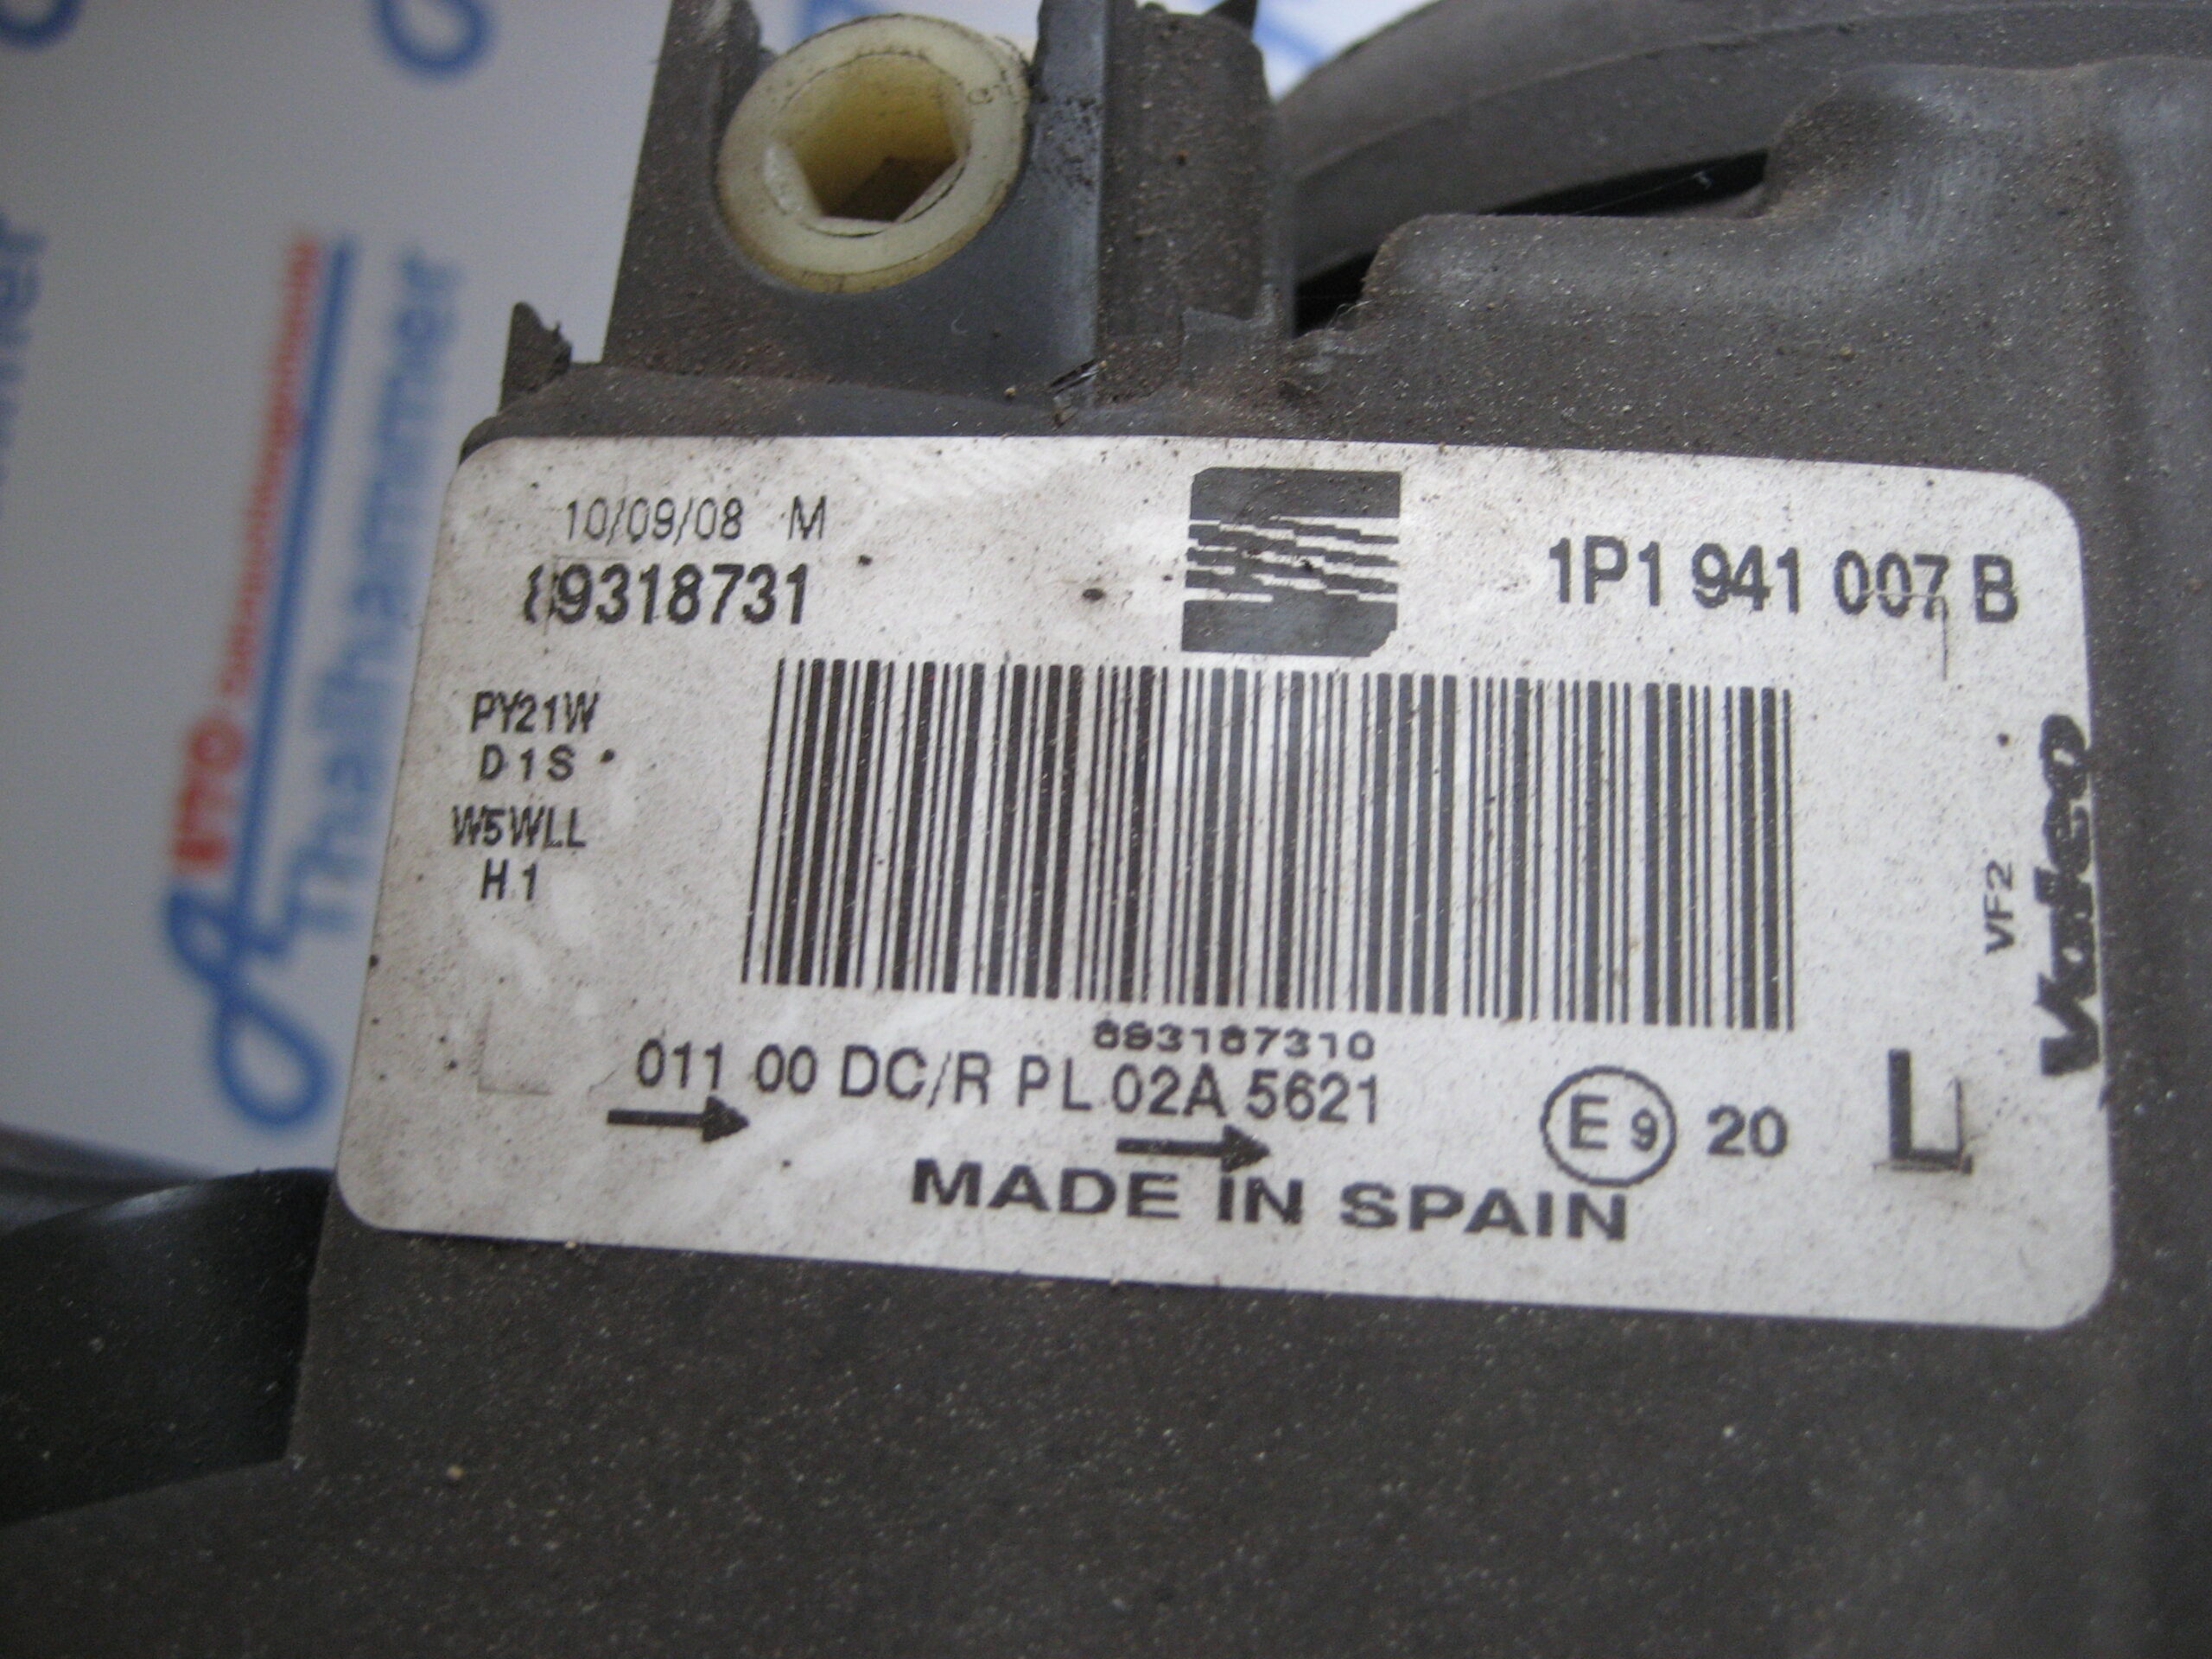 10/09/08 M
89318731
1P1 941 007 B
PY21W
D1S
W5WLL
H1
893187310
011 00 DC/R PL 02A 5621
E9 20
L
MADE IN SPAIN
VF2
Valeo
Thallhammer